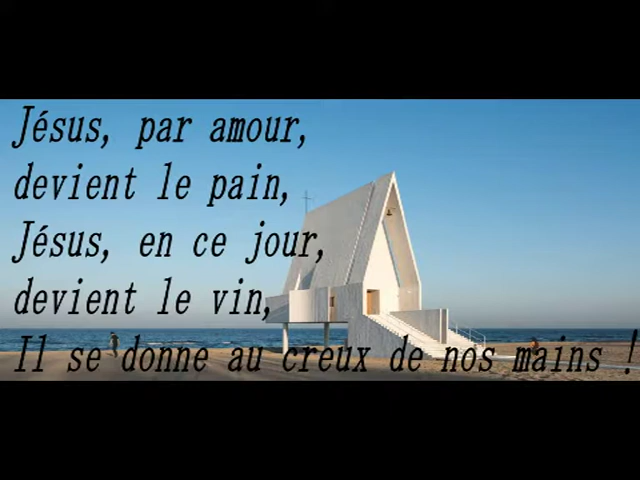 Jésus, par amour,
devient le pain,
Jésus, en ce jour,
devient le vin,
Il se donne au creux de nos mains !